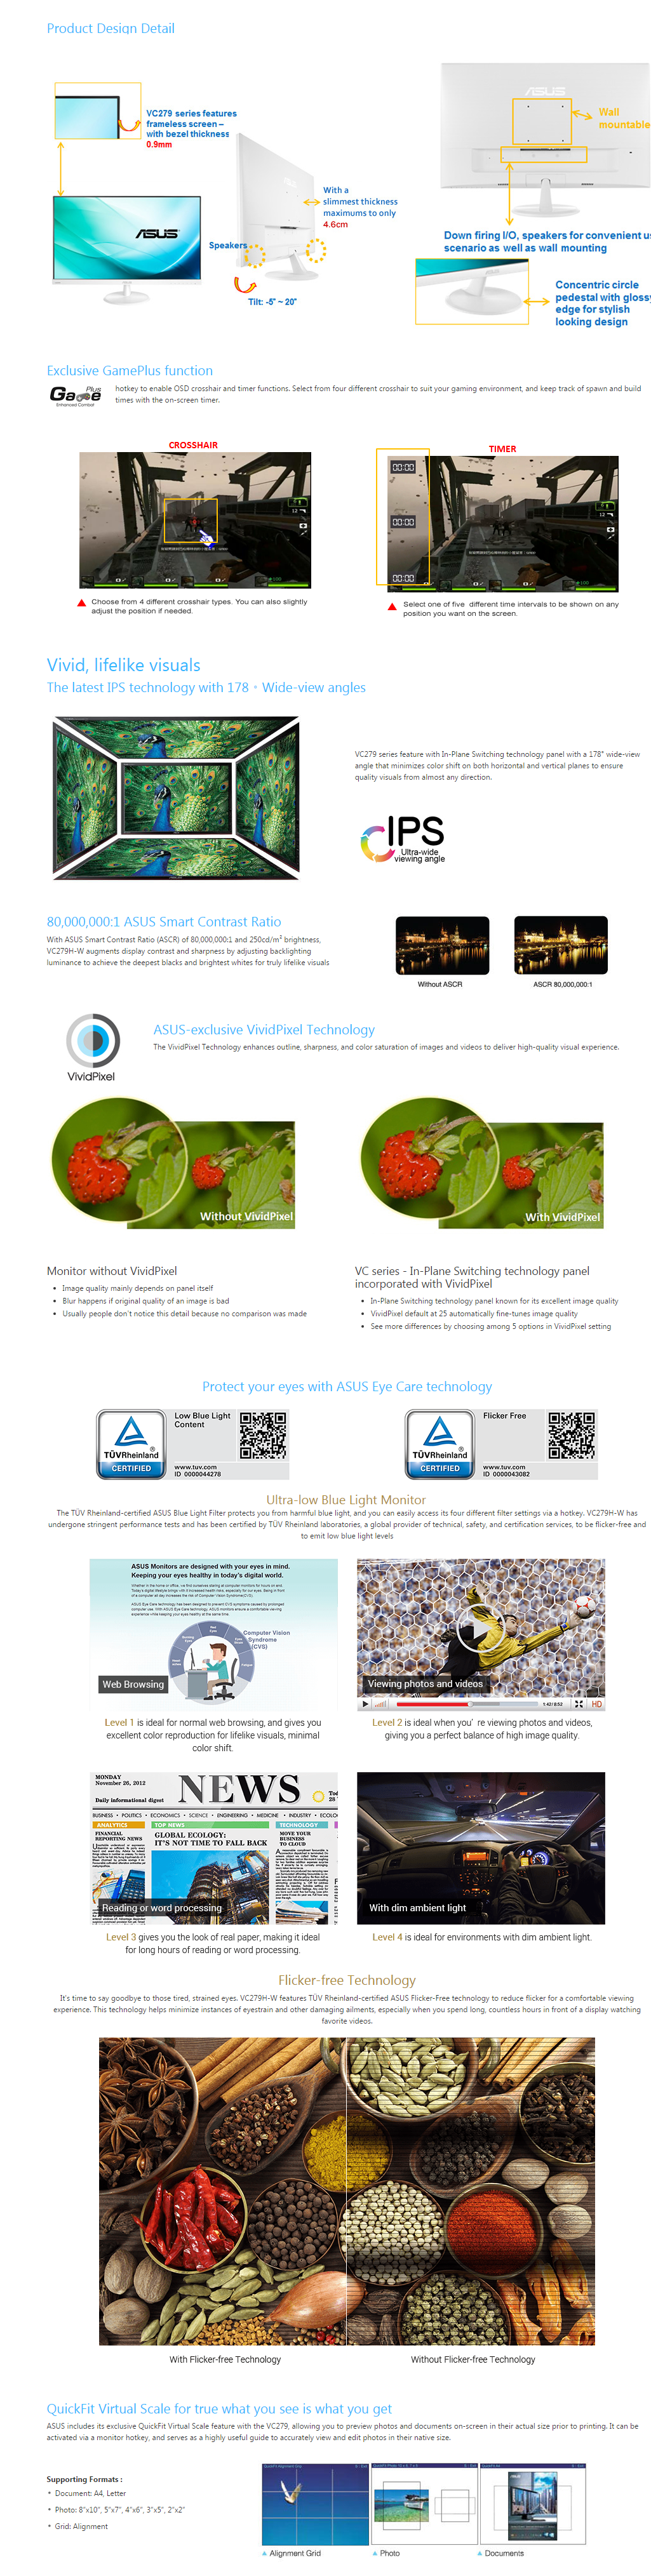 Product Design Detail
VC279 series features
frameless screen –
with bezel thickness
0.9mm
ASUS
Speakers
With a
slimmest thickness
maximums to only
4.6cm
Tilt: -5° ~ 20°
ASUS
Wall
mountable
Down firing I/O, speakers for convenient us
scenario as well as wall mounting
Concentric circle
pedestal with gloss
edge for stylish
looking design
Exclusive GamePlus function
Game Plus
Enhanced Combat
hotkey to enable OSD crosshair and timer functions. Select from four different crosshair to suit your gaming environment, and keep track of spawn and build
times with the on-screen timer.
CROSSHAIR
TIMER
00:00
00:00
00:00
Choose from 4 different crosshair types. You can also slightly
adjust the position if needed.
Select one of five different time intervals to be shown on any
position you want on the screen.
Vivid, lifelike visuals
The latest IPS technology with 178 ° Wide-view angles
VC279 series feature with In-Plane Switching technology panel with a 178° wide-view
angle that minimizes color shift on both horizontal and vertical planes to ensure
quality visuals from almost any direction.
IPS
Ultra-wide
viewing angle
80,000,000:1 ASUS Smart Contrast Ratio
With ASUS Smart Contrast Ratio (ASCR) of 80,000,000:1 and 250cd/m² brightness,
VC279H-W augments display contrast and sharpness by adjusting backlighting
luminance to achieve the deepest blacks and brightest whites for truly lifelike visuals
Without ASCR
ASCR 80,000,000:1
VividPixel
ASUS-exclusive VividPixel Technology
The VividPixel Technology enhances outline, sharpness, and color saturation of images and videos to deliver high-quality visual experience.
Without VividPixel
With VividPixel
Monitor without VividPixel
• Image quality mainly depends on panel itself
• Blur happens if original quality of an image is bad
• Usually people don't notice this detail because no comparison was made
VC series - In-Plane Switching technology panel
incorporated with VividPixel
• In-Plane Switching technology panel known for its excellent image quality
• VividPixel default at 25 automatically fine-tunes image quality
• See more differences by choosing among 5 options in VividPixel setting
Protect your eyes with ASUS Eye Care technology
TÜVRheinland
CERTIFIED
Low Blue Light
Content
www.tuv.com
ID 0000044278
TÜVRheinland
CERTIFIED
Flicker Free
www.tuv.com
ID 0000043082
Ultra-low Blue Light Monitor
The TÜV Rheinland-certified ASUS Blue Light Filter protects you from harmful blue light, and you can easily access its four different filter settings via a hotkey. VC279H-W has
undergone stringent performance tests and has been certified by TÜV Rheinland laboratories, a global provider of technical, safety, and certification services, to be flicker-free and
to emit low blue light levels
ASUS Monitors are designed with your eyes in mind.
Keeping your eyes healthy in today's digital world.
Computer Vision
Syndrome
(CVS)
Web Browsing
Viewing photos and videos
1:42/8:52
HD
Level 1 is ideal for normal web browsing, and gives you
excellent color reproduction for lifelike visuals, minimal
color shift.
Level 2 is ideal when you' re viewing photos and videos,
giving you a perfect balance of high image quality.
MONDAY
November 26, 2012
Daily informational digest
NEWS
BUSINESS • POLITICS • ECONOMICS • SCIENCE • ENGINEERING • MEDICINE • INDUSTRY • ECOLO
ANALYTICS
TOP NEWS
TECHNOLOGY
FINANCIAL
REPORTING NEWS
GLOBAL ECOLOGY:
IT'S NOT TIME TO FALL BACK
MOVE YOUR
BUSINESS
TO CLOUD
Reading or word processing
With dim ambient light
Level 3 gives you the look of real paper, making it ideal
for long hours of reading or word processing.
Level 4 is ideal for environments with dim ambient light.
Flicker-free Technology
It's time to say goodbye to those tired, strained eyes. VC279H-W features TÜV Rheinland-certified ASUS Flicker-Free technology to reduce flicker for a comfortable viewing
experience. This technology helps minimize instances of eyestrain and other damaging ailments, especially when you spend long, countless hours in front of a display watching
favorite videos.
With Flicker-free Technology
Without Flicker-free Technology
QuickFit Virtual Scale for true what you see is what you get
ASUS includes its exclusive QuickFit Virtual Scale feature with the VC279, allowing you to preview photos and documents on-screen in their actual size prior to printing. It can be
activated via a monitor hotkey, and serves as a highly useful guide to accurately view and edit photos in their native size.
Supporting Formats :
• Document: A4, Letter
• Photo: 8"x10", 5"x7", 4"x6", 3"x5", 2"x2"
• Grid: Alignment
Alignment Grid
Photo
Documents